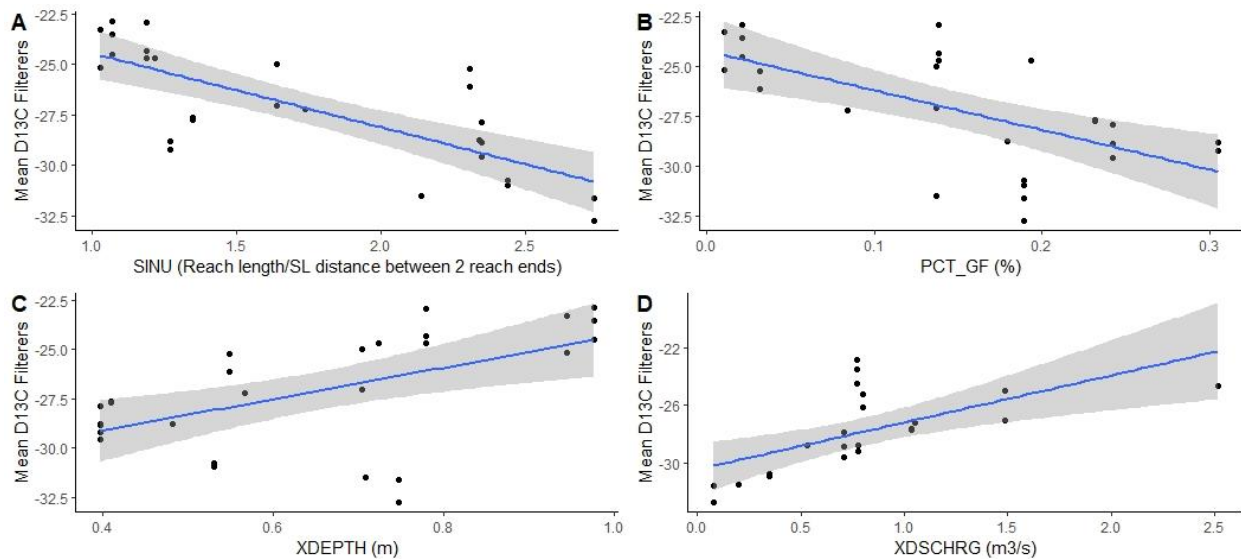 A
Mean D13C Filterers
-22.5
-25.0
-27.5
-30.0
-32.5
1.0 1.5 2.0 2.5
SINU (Reach length/SL distance between 2 reach ends)
B
Mean D13C Filterers
-22.5
-25.0
-27.5
-30.0
-32.5
0.0 0.1 0.2 0.3
PCT_GF (%)
C
Mean D13C Filterers
-22.5
-25.0
-27.5
-30.0
-32.5
0.4 0.6 0.8 1.0
XDEPTH (m)
D
Mean D13C Filterers
-22
-26
-30
0.0 0.5 1.0 1.5 2.0 2.5
XDSCHRG (m3/s)